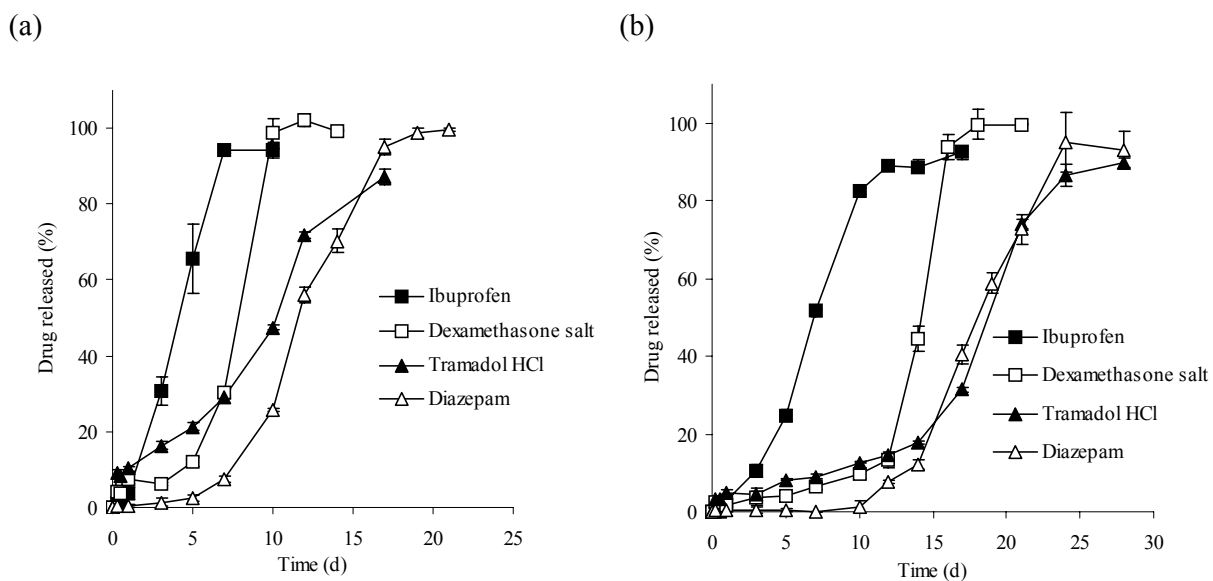 (a)
(b)
Drug released (%)
100
80
60
40
20
0
Ibuprofen
Dexamethasone salt
Tramadol HCl
Diazepam
0 5 10 15 20 25
Time (d)
Drug released (%)
100
80
60
40
20
0
Ibuprofen
Dexamethasone salt
Tramadol HCl
Diazepam
0 5 10 15 20 25 30
Time (d)